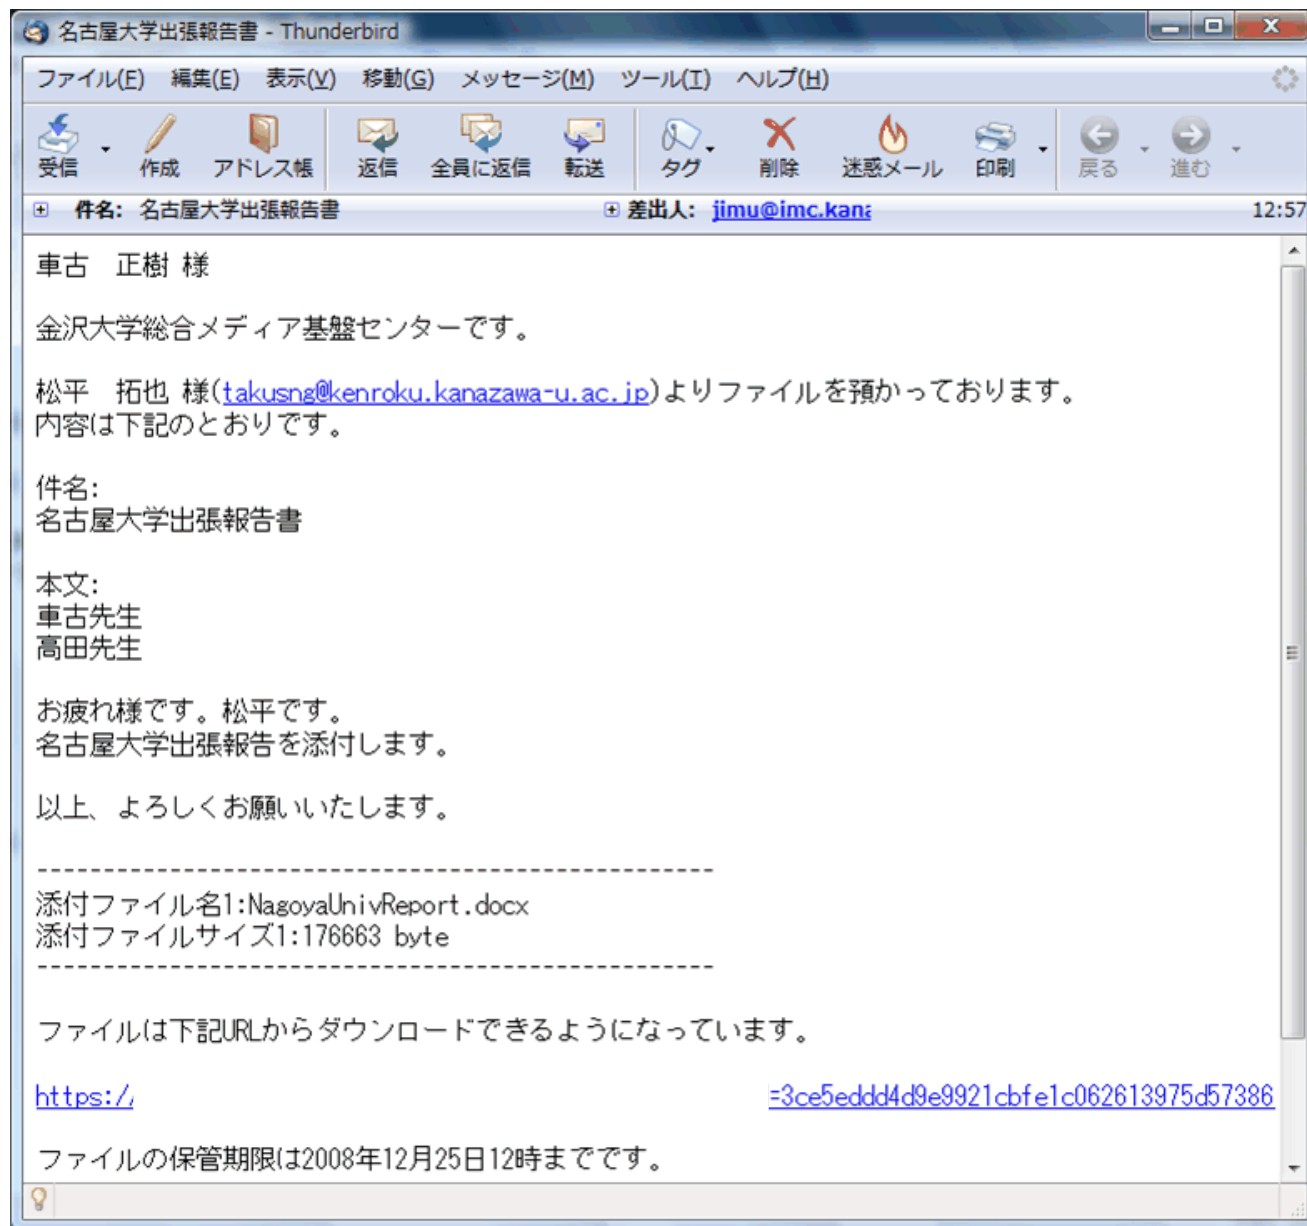 名古屋大学出張報告書 - Thunderbird
ファイル(F) 編集(E) 表示(V) 移動(G) メッセージ(M) ツール(T) ヘルプ(H)
受信 作成 アドレス帳 返信 全員に返信 転送 タグ 削除 迷惑メール 印刷 戻る 進む
件名: 名古屋大学出張報告書 差出人: jimu@imc.kana 12:57
車古　正樹 様
金沢大学総合メディア基盤センターです。
松平　拓也 様(takusng@kenroku.kanazawa-u.ac.jp)よりファイルを預かっております。
内容は下記のとおりです。
件名:
名古屋大学出張報告書
本文:
車古先生
高田先生
お疲れ様です。松平です。
名古屋大学出張報告を添付します。
以上、よろしくお願いいたします。
--------------------------------------------------
添付ファイル名1:NagoyaUnivReport.docx
添付ファイルサイズ1:176663 byte
--------------------------------------------------
ファイルは下記URLからダウンロードできるようになっています。
https:// =3ce5eddd4d9e9921cbfe1c062613975d57386
ファイルの保管期限は2008年12月25日12時までです。